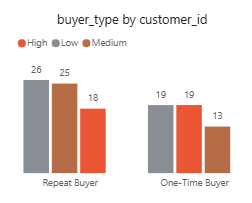 buyer_type by customer_id
High Low Medium
26 25 18 19 19 13
Repeat Buyer One-Time Buyer